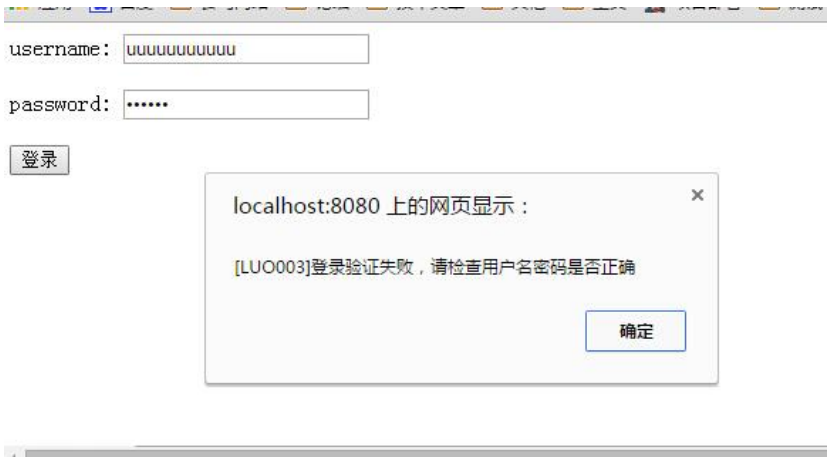 username: uuuuuuuuuuu
password: ••••••
登录
localhost:8080 上的网页显示：
[LUO003]登录验证失败，请检查用户名密码是否正确
确定